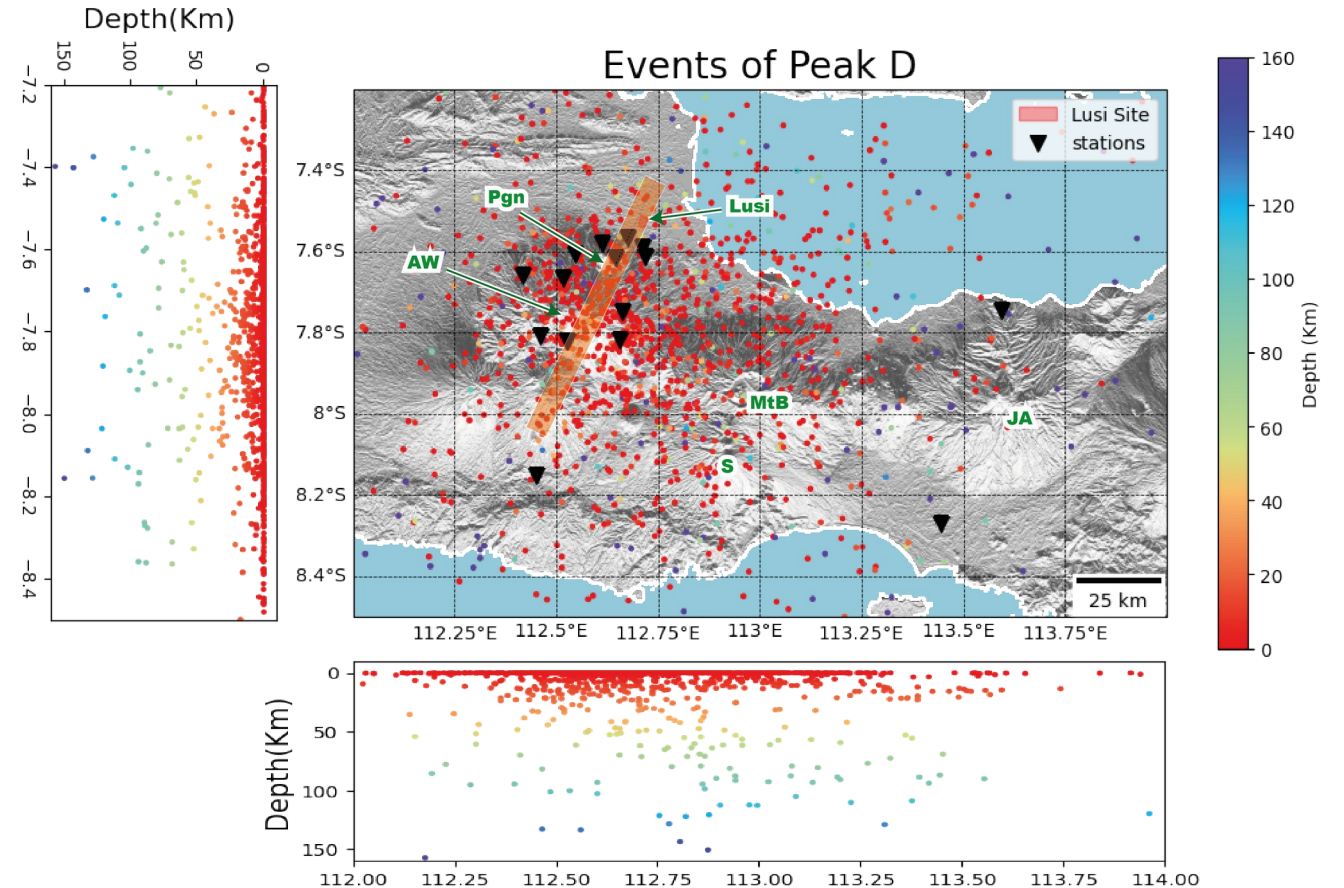 Depth(Km)
150
100
50
0
−7.2
−7.4
−7.6
−7.8
−8.0
−8.2
−8.4
Events of Peak D
Lusi Site
stations
7.4°S
7.6°S
7.8°S
8°S
8.2°S
8.4°S
Pgn
Lusi
AW
MtB
JA
S
25 km
112.25°E
112.5°E
112.75°E
113°E
113.25°E
113.5°E
113.75°E
160
140
120
100
80
60
40
20
0
Depth (Km)
Depth(Km)
0
50
100
150
112.00
112.25
112.50
112.75
113.00
113.25
113.50
113.75
114.00